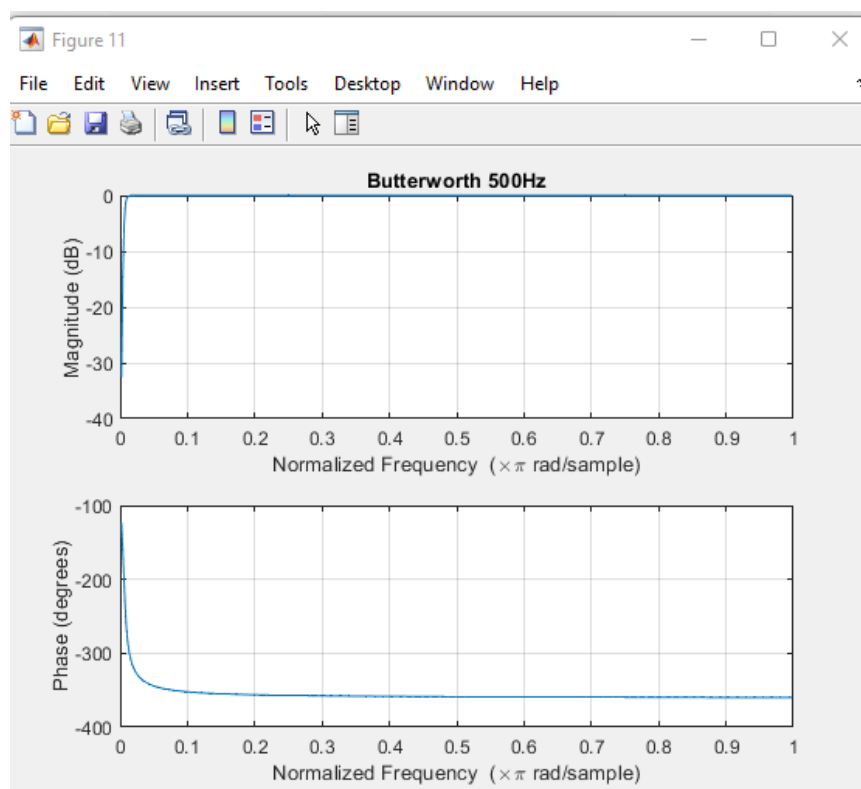 Figure 11
File Edit View Insert Tools Desktop Window Help
Butterworth 500Hz
Magnitude (dB)
0
-10
-20
-30
-40
0 0.1 0.2 0.3 0.4 0.5 0.6 0.7 0.8 0.9 1
Normalized Frequency (×π rad/sample)
Phase (degrees)
-100
-200
-300
-400
0 0.1 0.2 0.3 0.4 0.5 0.6 0.7 0.8 0.9 1
Normalized Frequency (×π rad/sample)